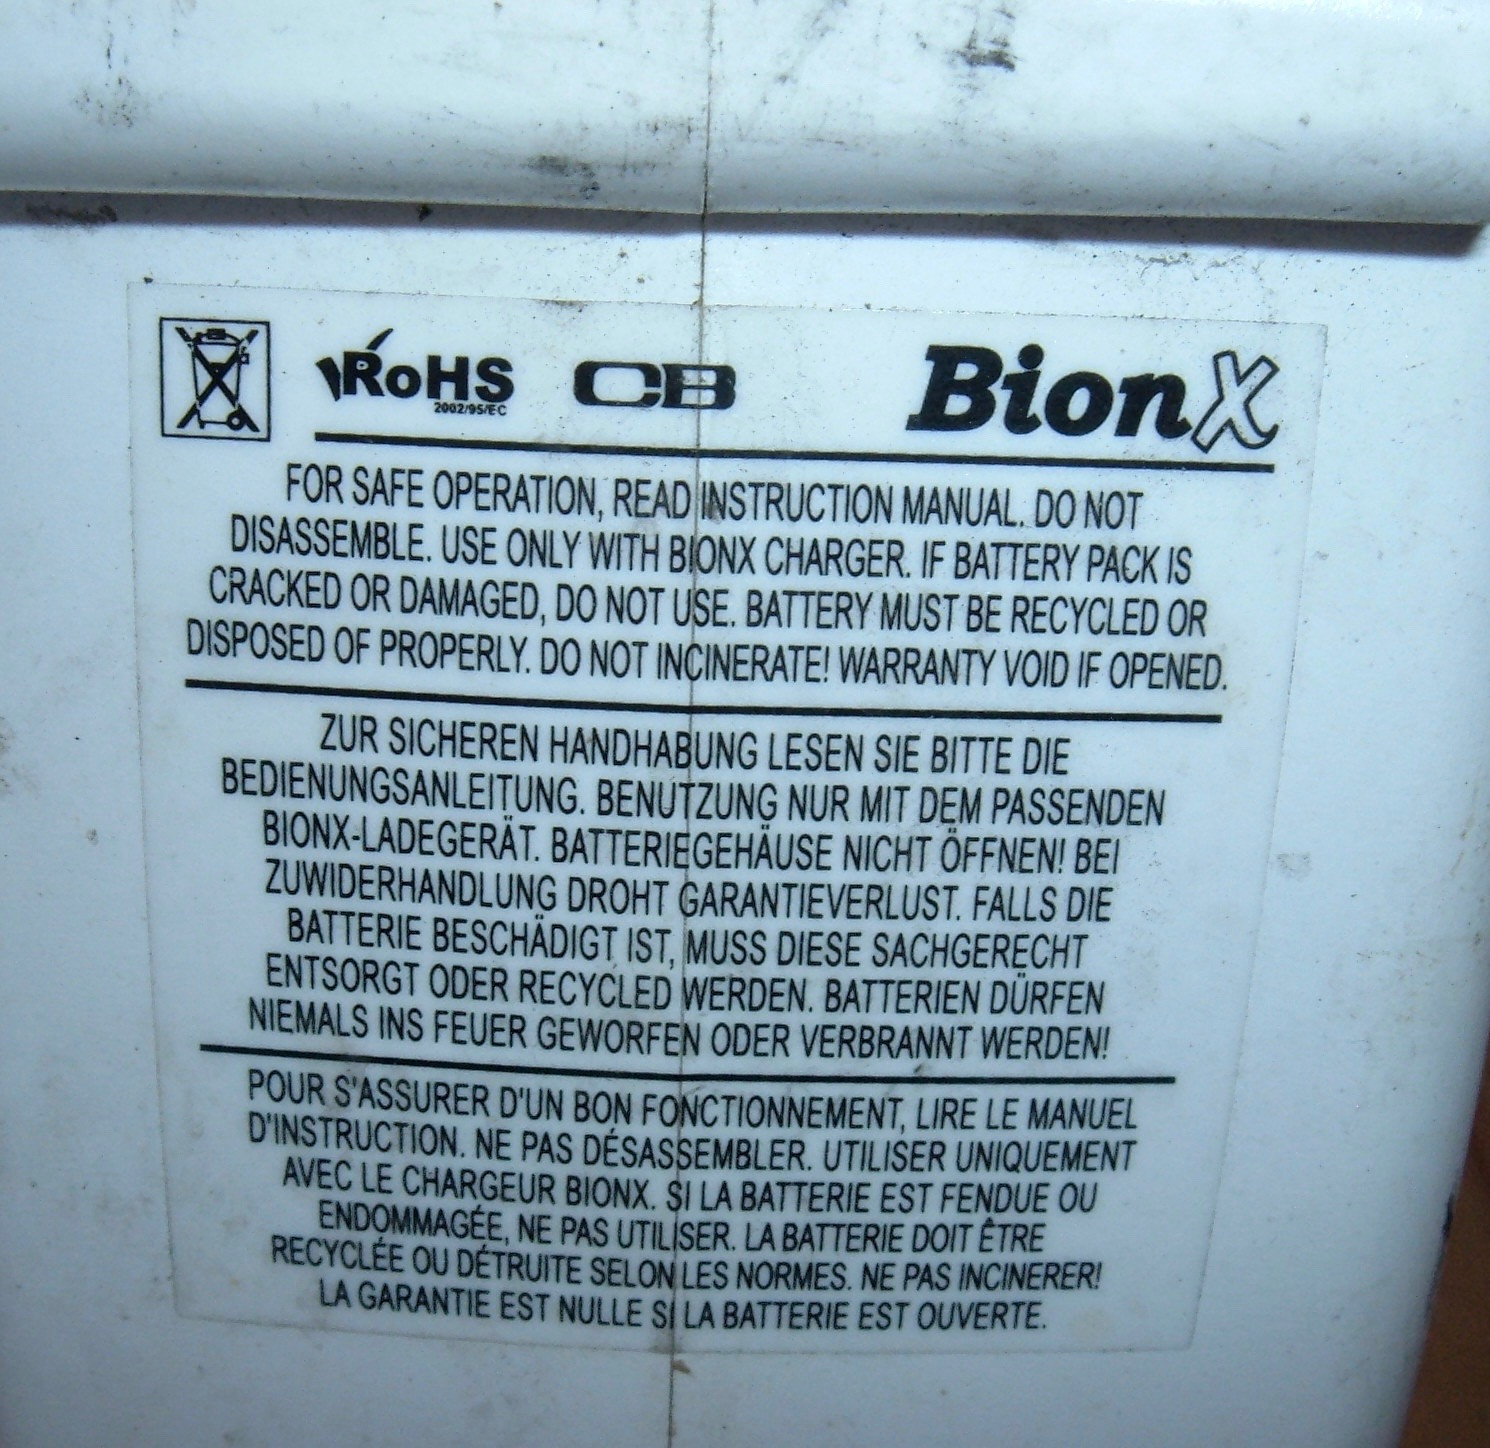 RoHS CB BionX
2002/95/EC
FOR SAFE OPERATION, READ INSTRUCTION MANUAL. DO NOT
DISASSEMBLE. USE ONLY WITH BIONX CHARGER. IF BATTERY PACK IS
CRACKED OR DAMAGED, DO NOT USE. BATTERY MUST BE RECYCLED OR
DISPOSED OF PROPERLY. DO NOT INCINERATE! WARRANTY VOID IF OPENED.
ZUR SICHEREN HANDHABUNG LESEN SIE BITTE DIE
BEDIENUNGSANLEITUNG. BENUTZUNG NUR MIT DEM PASSENDEN
BIONX-LADEGERÄT. BATTERIEGEHÄUSE NICHT ÖFFNEN! BEI
ZUWIDERHANDLUNG DROHT GARANTIEVERLUST. FALLS DIE
BATTERIE BESCHÄDIGT IST, MUSS DIESE SACHGERECHT
ENTSORGT ODER RECYCLED WERDEN. BATTERIEN DÜRFEN
NIEMALS INS FEUER GEWORFEN ODER VERBRANNT WERDEN!
POUR S'ASSURER D'UN BON FONCTIONNEMENT, LIRE LE MANUEL
D'INSTRUCTION. NE PAS DÉSASSEMBLER. UTILISER UNIQUEMENT
AVEC LE CHARGEUR BIONX. SI LA BATTERIE EST FENDUE OU
ENDOMMAGÉE, NE PAS UTILISER. LA BATTERIE DOIT ÊTRE
RECYCLÉE OU DÉTRUITE SELON LES NORMES. NE PAS INCINERER!
LA GARANTIE EST NULLE SI LA BATTERIE EST OUVERTE.